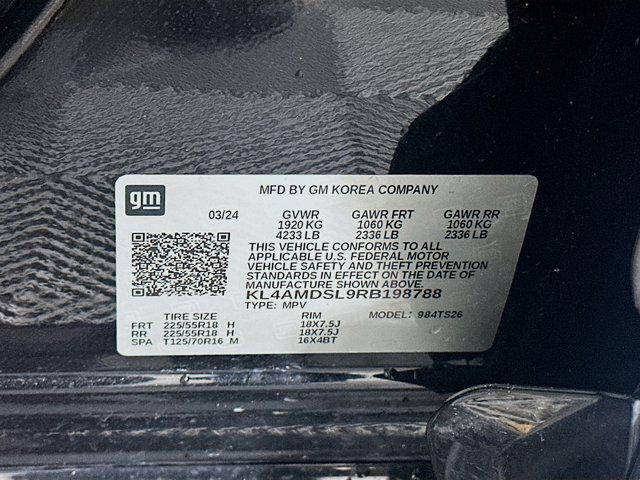 gm
MFD BY GM KOREA COMPANY
03/24 GVWR GAWR FRT GAWR RR
1920 KG 1060 KG 1060 KG
4233 LB 2336 LB 2336 LB
THIS VEHICLE CONFORMS TO ALL
APPLICABLE U.S. FEDERAL MOTOR
VEHICLE SAFETY AND THEFT PREVENTION
STANDARDS IN EFFECT ON THE DATE OF
MANUFACTURE SHOWN ABOVE.
KL4AMDSL9RB198788
TYPE: MPV
TIRE SIZE RIM MODEL: 984TS26
FRT 225/55R18 H 18X7.5J
RR 225/55R18 H 18X7.5J
SPA T125/70R16 M 16X4BT